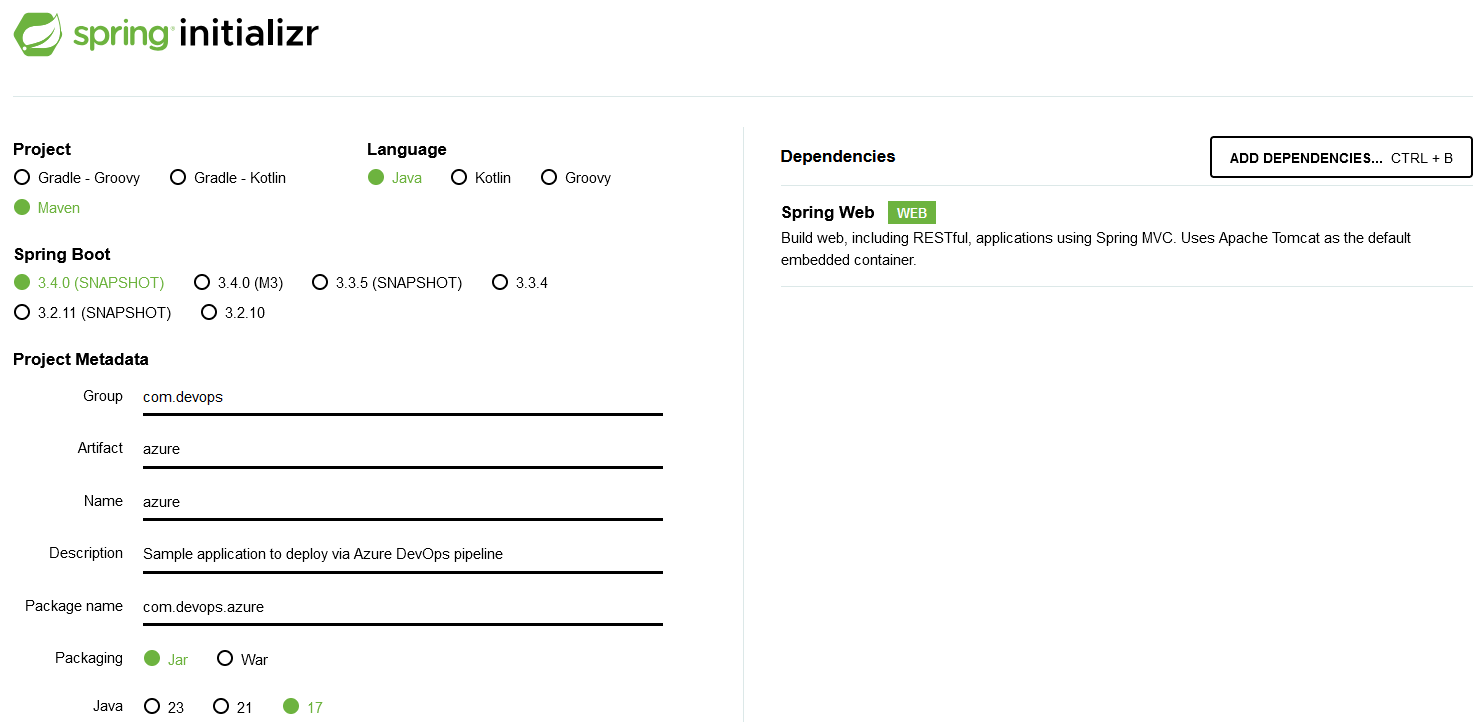 spring initializr
Project
Gradle - Groovy Gradle - Kotlin
Maven
Language
Java Kotlin Groovy
Spring Boot
3.4.0 (SNAPSHOT) 3.4.0 (M3) 3.3.5 (SNAPSHOT) 3.3.4
3.2.11 (SNAPSHOT) 3.2.10
Project Metadata
Group com.devops
Artifact azure
Name azure
Description Sample application to deploy via Azure DevOps pipeline
Package name com.devops.azure
Packaging Jar War
Java 23 21 17
Dependencies
ADD DEPENDENCIES... CTRL + B
Spring Web WEB
Build web, including RESTful, applications using Spring MVC. Uses Apache Tomcat as the default
embedded container.